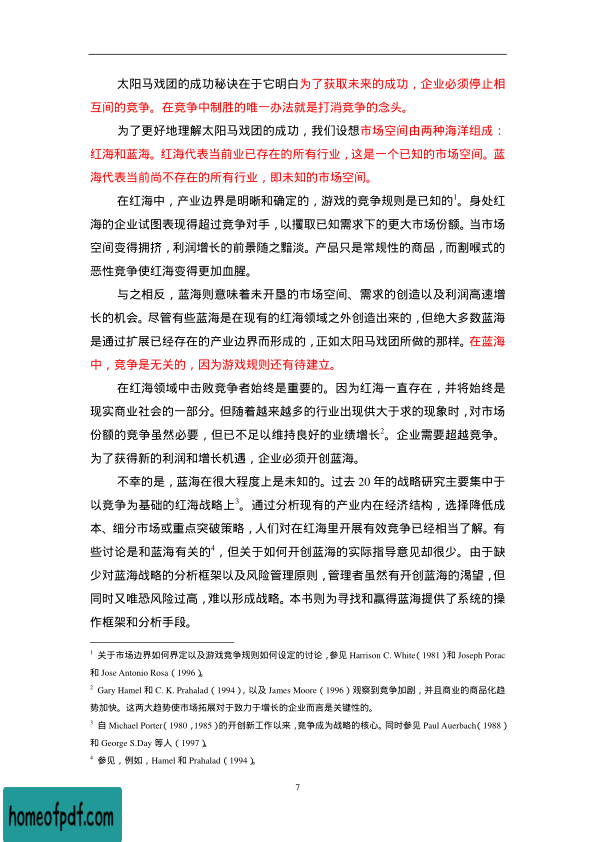 太阳马戏团的成功秘诀在于它明白为了获取未来的成功，企业必须停止相
互间的竞争。在竞争中制胜的唯一办法就是打消竞争的念头。
为了更好地理解太阳马戏团的成功，我们设想市场空间由两种海洋组成：
红海和蓝海。红海代表当前业已存在的所有行业，这是一个已知的市场空间。蓝
海代表当前尚不存在的所有行业，即未知的市场空间。
在红海中，产业边界是明晰和确定的，游戏的竞争规则是已知的1。身处红
海的企业试图表现得超过竞争对手，以攫取已知需求下的更大市场份额。当市场
空间变得拥挤，利润增长的前景随之黯淡。产品只是常规性的商品，而割喉式的
恶性竞争使红海变得更加血腥。
与之相反，蓝海则意味着未开垦的市场空间、需求的创造以及利润高速增
长的机会。尽管有些蓝海是在现有的红海领域之外创造出来的，但绝大多数蓝海
是通过扩展已经存在的产业边界而形成的，正如太阳马戏团所做的那样。在蓝海
中，竞争是无关的，因为游戏规则还有待建立。
在红海领域中击败竞争者始终是重要的。因为红海一直存在，并将始终是
现实商业社会的一部分。但随着越来越多的行业出现供大于求的现象时，对市场
份额的竞争虽然必要，但已不足以维持良好的业绩增长2。企业需要超越竞争。
为了获得新的利润和增长机遇，企业必须开创蓝海。
不幸的是，蓝海在很大程度上是未知的。过去 20 年的战略研究主要集中于
以竞争为基础的红海战略上3。通过分析现有的产业内在经济结构，选择降低成
本、细分市场或重点突破策略，人们对在红海里开展有效竞争已经相当了解。有
些讨论是和蓝海有关的4，但关于如何开创蓝海的实际指导意见却很少。由于缺
少对蓝海战略的分析框架以及风险管理原则，管理者虽然有开创蓝海的渴望，但
同时又唯恐风险过高，难以形成战略。本书则为寻找和赢得蓝海提供了系统的操
作框架和分析手段。
1 关于市场边界如何界定以及游戏竞争规则如何设定的讨论，参见 Harrison C. White（1981）和 Joseph Porac
和 Jose Antonio Rosa（1996）。
2 Gary Hamel 和 C. K. Prahalad（1994），以及 James Moore（1996）观察到竞争加剧，并且商业的商品化趋
势加快。这两大趋势使市场拓展对于致力于增长的企业而言是关键性的。
3 自 Michael Porter（1980，1985）的开创新工作以来，竞争成为战略的核心。同时参见 Paul Auerbach（1988）
和 George S.Day 等人（1997）。
4 参见，例如，Hamel 和 Prahalad（1994）。
7
homeofpdf.com